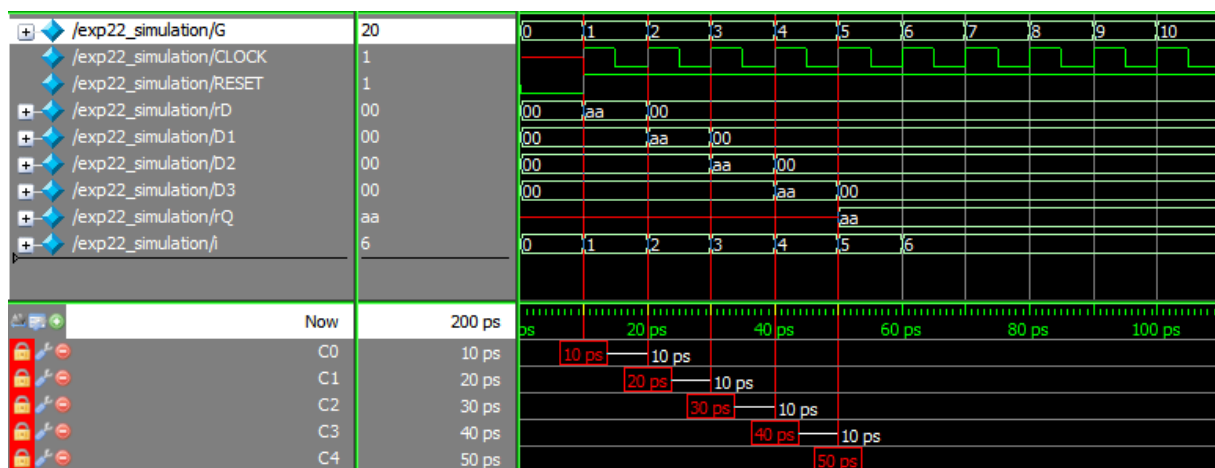 /exp22_simulation/G 20 0 1 2 3 4 5 6 7 8 9 10
/exp22_simulation/CLOCK 1
/exp22_simulation/RESET 1
/exp22_simulation/rD 00 00 aa 00
/exp22_simulation/D1 00 00 aa 00
/exp22_simulation/D2 00 00 aa 00
/exp22_simulation/D3 00 00 aa 00
/exp22_simulation/rQ aa aa
/exp22_simulation/i 6 0 1 2 3 4 5 6
Now 200 ps ps 20 ps 40 ps 60 ps 80 ps 100 ps
C0 10 ps 10 ps 10 ps
C1 20 ps 20 ps 10 ps
C2 30 ps 30 ps 10 ps
C3 40 ps 40 ps 10 ps
C4 50 ps 50 ps